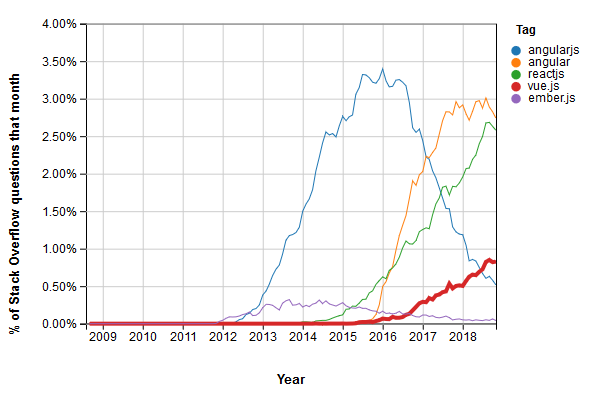 4.00%
3.50%
3.00%
2.50%
2.00%
1.50%
1.00%
0.50%
0.00%
% of Stack Overflow questions that month
2009 2010 2011 2012 2013 2014 2015 2016 2017 2018
Year
Tag
angularjs
angular
reactjs
vue.js
ember.js